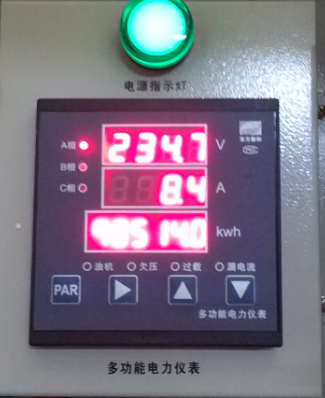 电源指示灯
A相 234.7 V
B相
C相 8.4 A
98514.0 kwh
油机 欠压 过载 漏电流
PAR
多功能电力仪表
多功能电力仪表